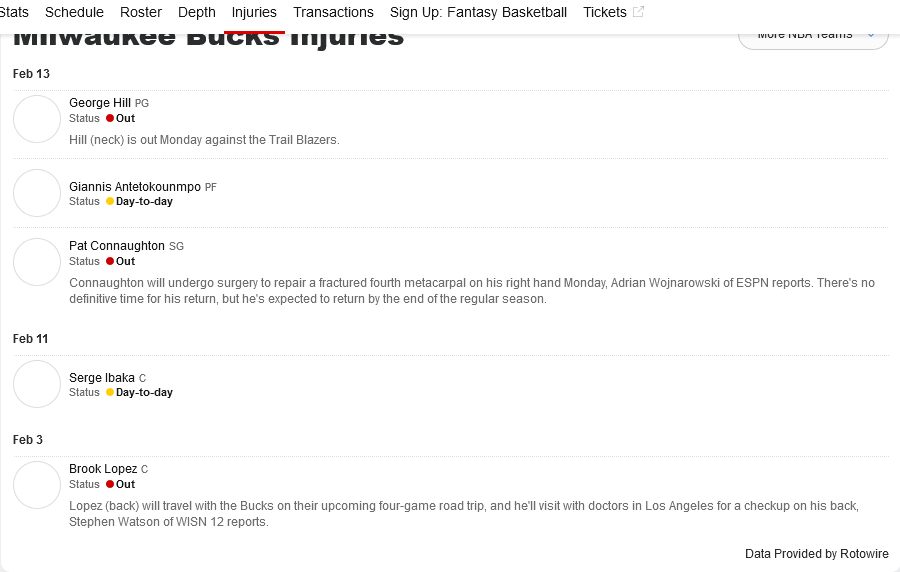 Stats Schedule Roster Depth Injuries Transactions Sign Up: Fantasy Basketball Tickets
Milwaukee Bucks Injuries
More NBA Teams
Feb 13
George Hill PG
Status Out
Hill (neck) is out Monday against the Trail Blazers.
Giannis Antetokounmpo PF
Status Day-to-day
Pat Connaughton SG
Status Out
Connaughton will undergo surgery to repair a fractured fourth metacarpal on his right hand Monday, Adrian Wojnarowski of ESPN reports. There's no
definitive time for his return, but he's expected to return by the end of the regular season.
Feb 11
Serge Ibaka C
Status Day-to-day
Feb 3
Brook Lopez C
Status Out
Lopez (back) will travel with the Bucks on their upcoming four-game road trip, and he'll visit with doctors in Los Angeles for a checkup on his back,
Stephen Watson of WISN 12 reports.
Data Provided by Rotowire